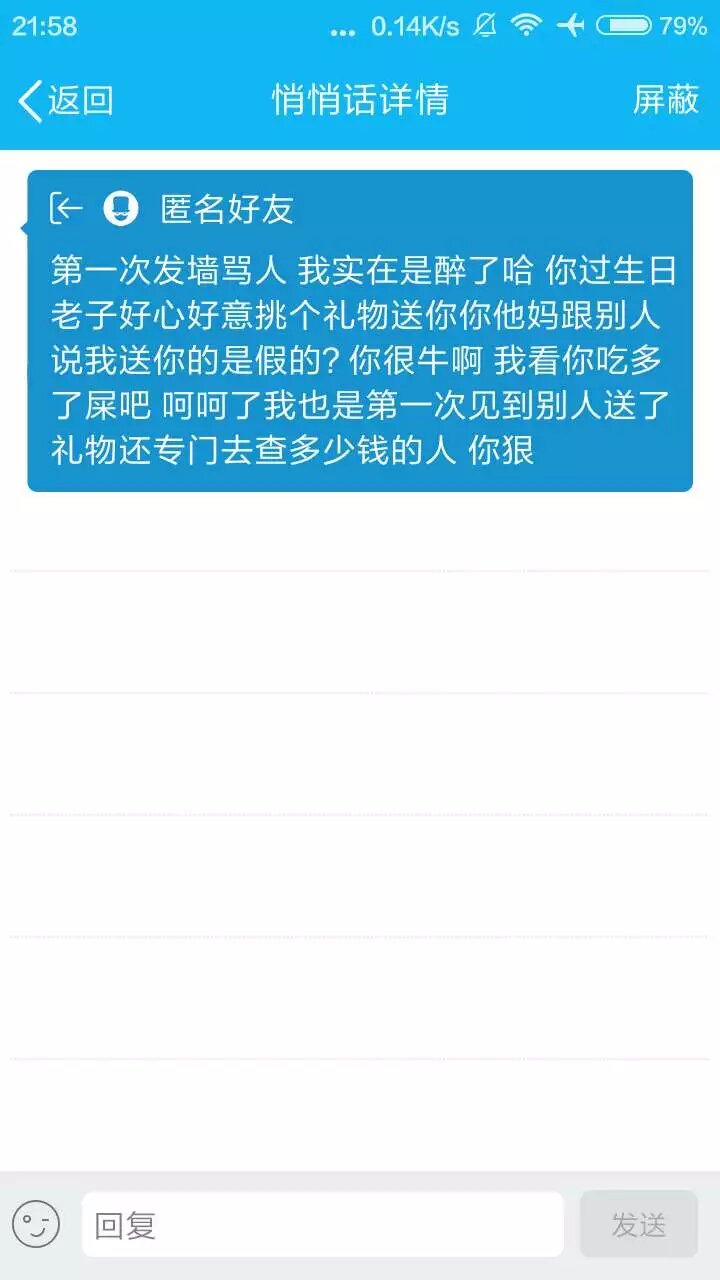 21:58 ... 0.14K/s 79%
返回 悄悄话详情 屏蔽
匿名好友
第一次发墙骂人 我实在是醉了哈 你过生日
老子好心好意挑个礼物送你你他妈跟别人
说我送你的是假的? 你很牛啊 我看你吃多
了屎吧 呵呵了我也是第一次见到别人送了
礼物还专门去查多少钱的人 你狠
回复 发送